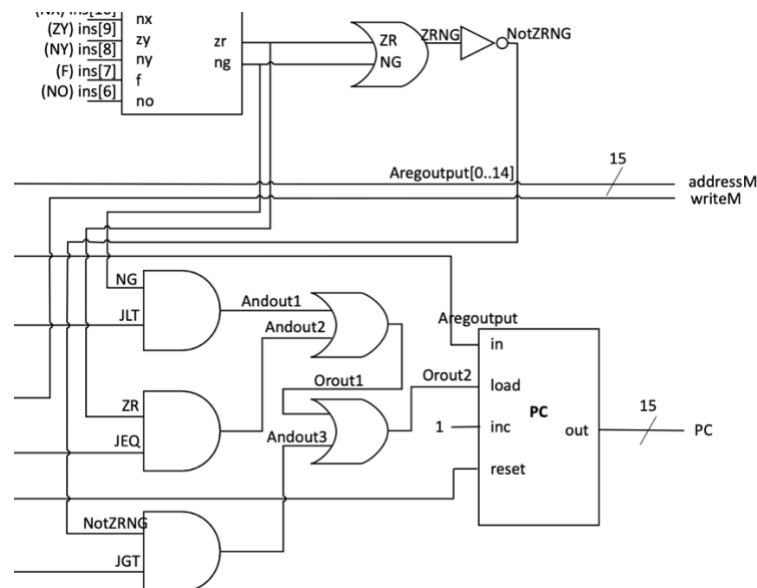 nx
(ZY) ins[9]
zy
(NY) ins[8]
ny
(F) ins[7]
f
(NO) ins[6]
no
zr
ng
ZR
NG
ZRNG
NotZRNG
Aregoutput[0..14]
15
addressM
writeM
NG
JLT
Andout1
Andout2
ZR
JEQ
Orout1
Andout3
NotZRNG
JGT
Aregoutput
in
Orout2
load
PC
1
inc
out
reset
15
PC